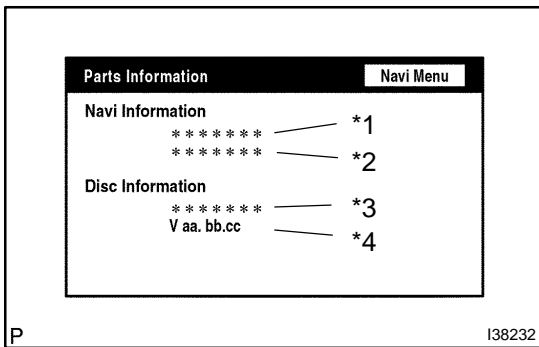 Parts Information Navi Menu
Navi Information
******* *1
******* *2
Disc Information
******* *3
V aa. bb.cc *4
P I38232